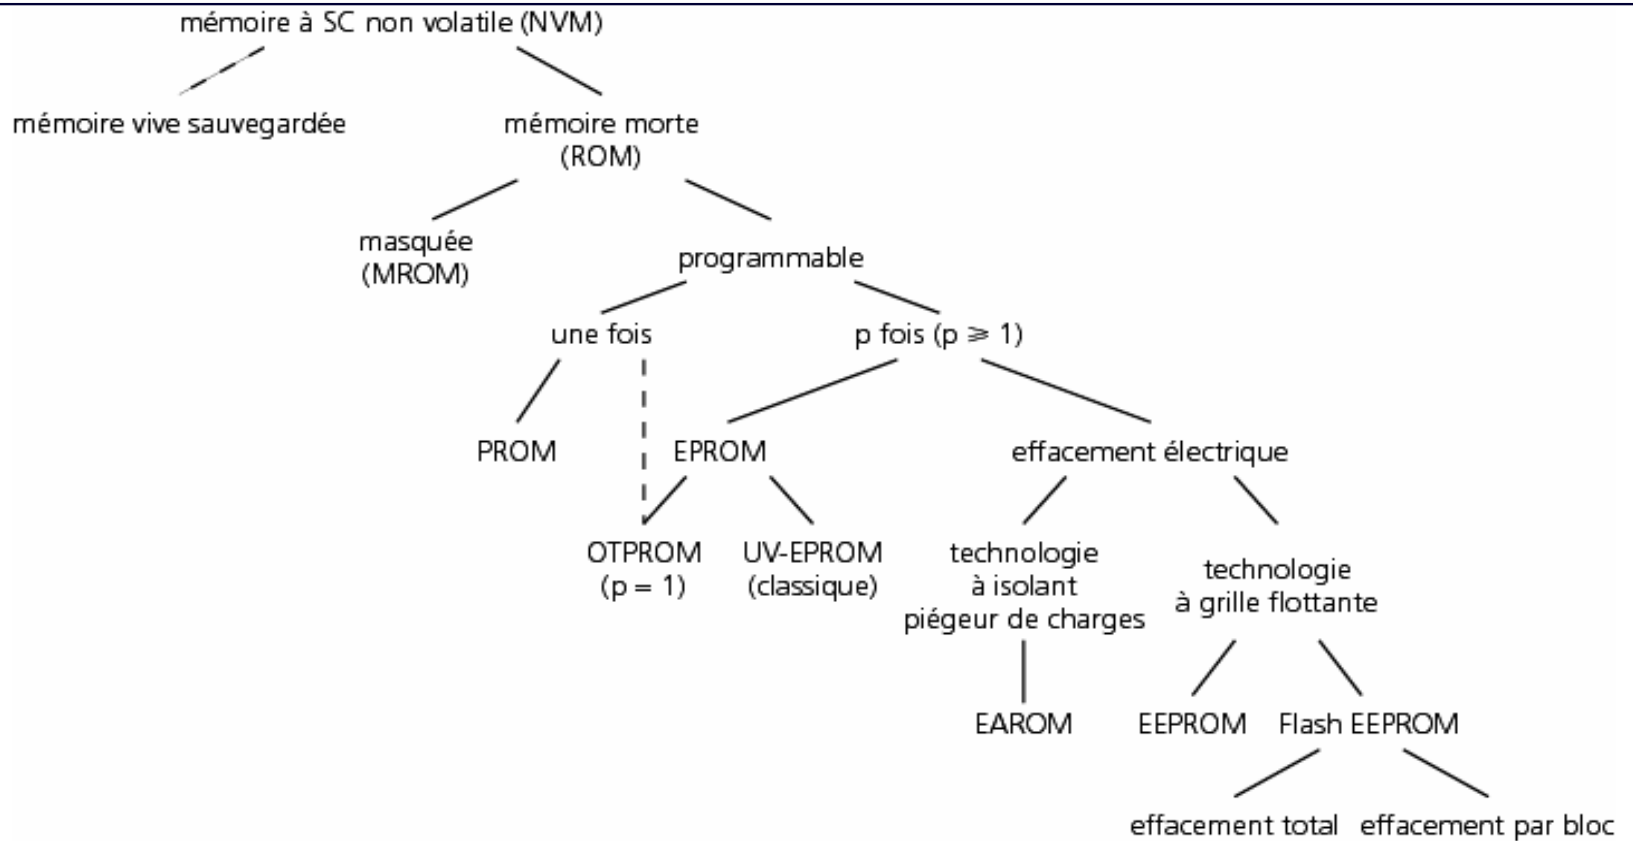 mémoire à SC non volatile (NVM)
mémoire vive sauvegardée
mémoire morte
(ROM)
masquée
(MROM)
programmable
une fois
p fois (p ⩾ 1)
PROM
EPROM
effacement électrique
OTPROM
(p = 1)
UV-EPROM
(classique)
technologie
à isolant
piégeur de charges
technologie
à grille flottante
EAROM
EEPROM
Flash EEPROM
effacement total
effacement par bloc